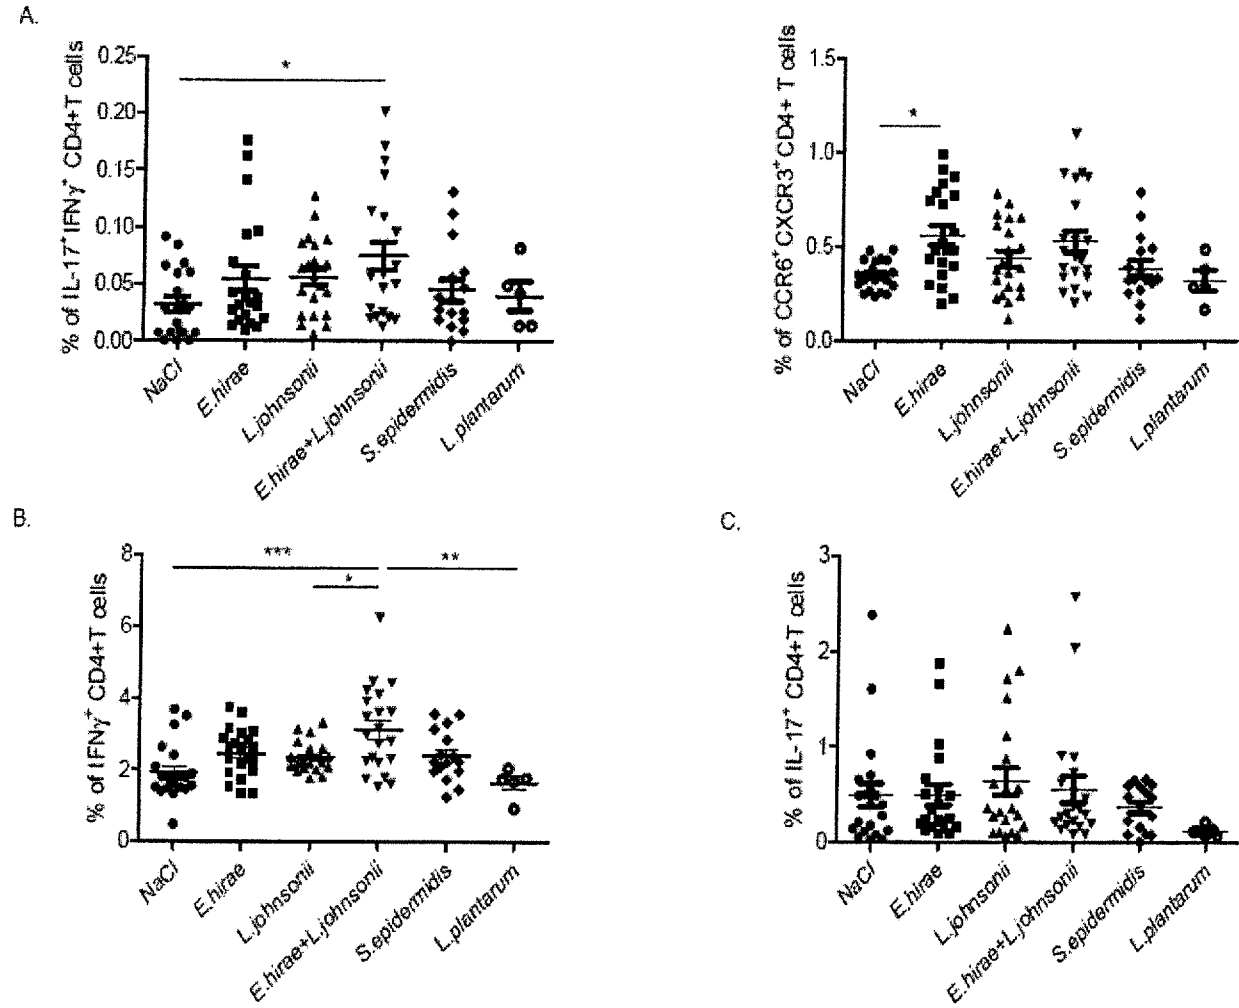 A.
% of IL-17⁺IFNγ⁺ CD4+T cells
0.25
0.20
0.15
0.10
0.05
0.00
*
NaCl
E.hirae
L.johnsonii
E.hirae+L.johnsonii
S.epidermidis
L.plantarum
% of CCR6⁺CXCR3⁺CD4+ T cells
1.5
1.0
0.5
0.0
*
NaCl
E.hirae
L.johnsonii
E.hirae+L.johnsonii
S.epidermidis
L.plantarum
B.
% of IFNγ⁺ CD4+T cells
8
6
4
2
0
***
**
*
NaCl
E.hirae
L.johnsonii
E.hirae+L.johnsonii
S.epidermidis
L.plantarum
C.
% of IL-17⁺ CD4+T cells
3
2
1
0
NaCl
E.hirae
L.johnsonii
E.hirae+L.johnsonii
S.epidermidis
L.plantarum